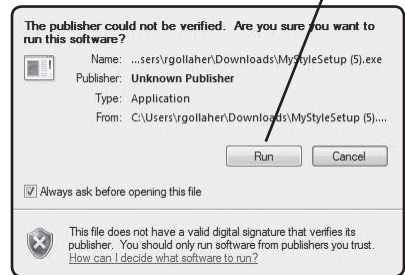 The publisher could not be verified. Are you sure you want to
run this software?
Name: ...sers\rgollaher\Downloads\MyStyleSetup (5).exe
Publisher: Unknown Publisher
Type: Application
From: C:\Users\rgollaher\Downloads\MyStyleSetup (5)....
Run Cancel
Always ask before opening this file
This file does not have a valid digital signature that verifies its
publisher. You should only run software from publishers you trust.
How can I decide what software to run?